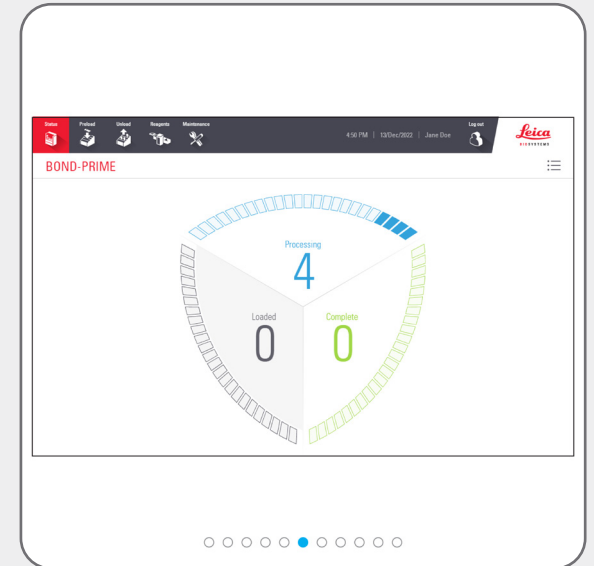 Status Preload Unload Reagents Maintenance
4:50 PM | 13/Dec/2023 | Jane Doe
Log out
Leica
BIOSYSTEMS
BOND-PRIME
Processing
4
Loaded
0
Complete
0